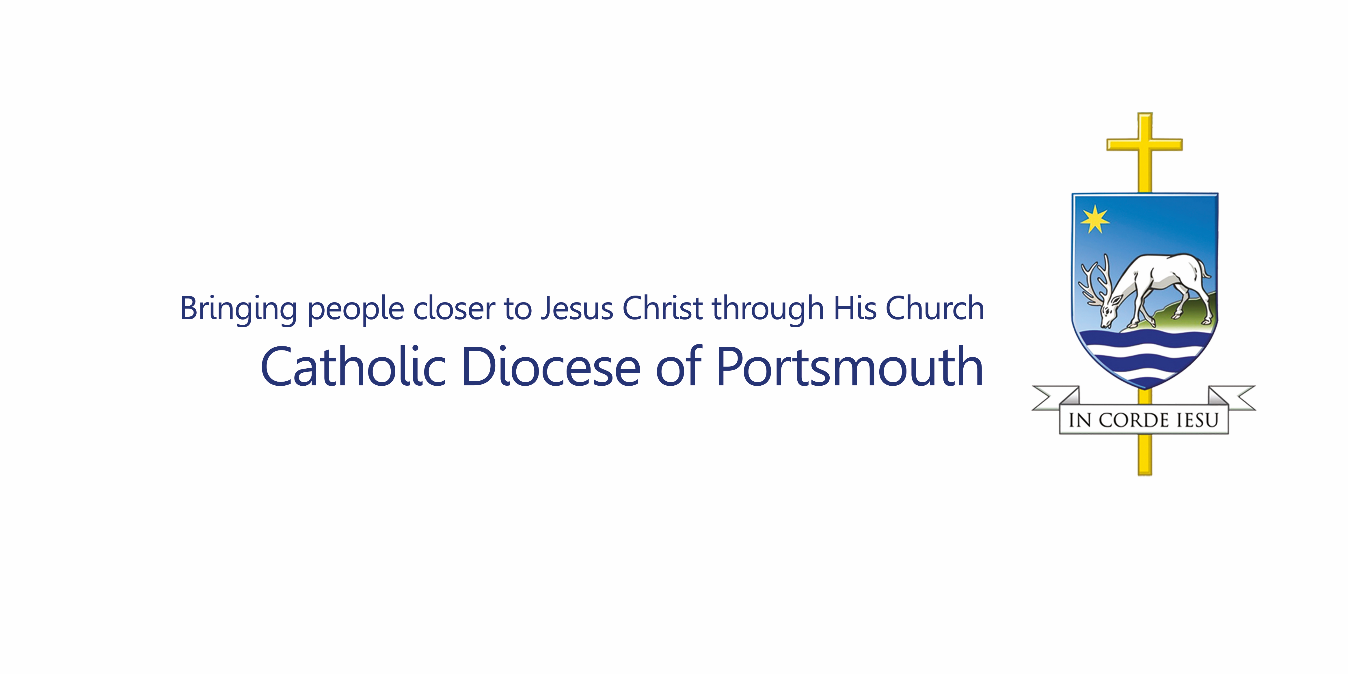 Bringing people closer to Jesus Christ through His Church
Catholic Diocese of Portsmouth
IN CORDE IESU